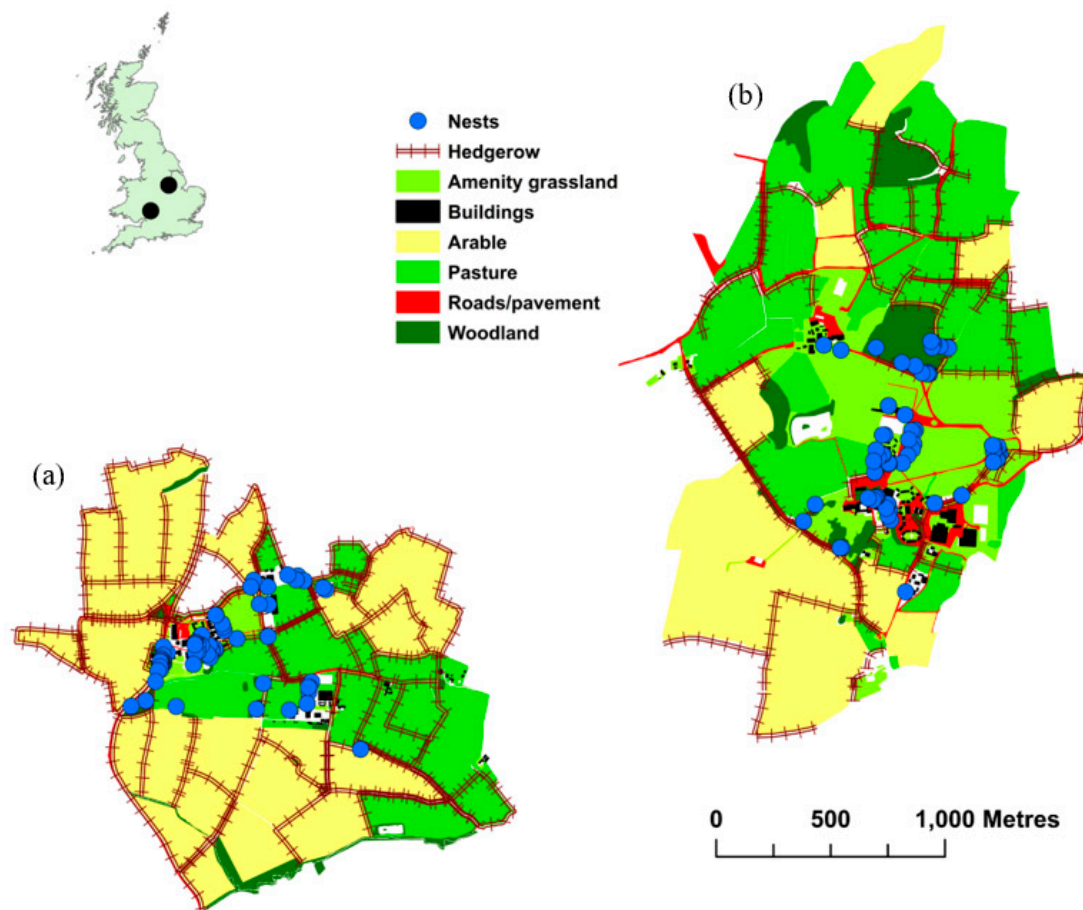 (b)
Nests
Hedgerow
Amenity grassland
Buildings
Arable
Pasture
Roads/pavement
Woodland
(a)
0 500 1,000 Metres